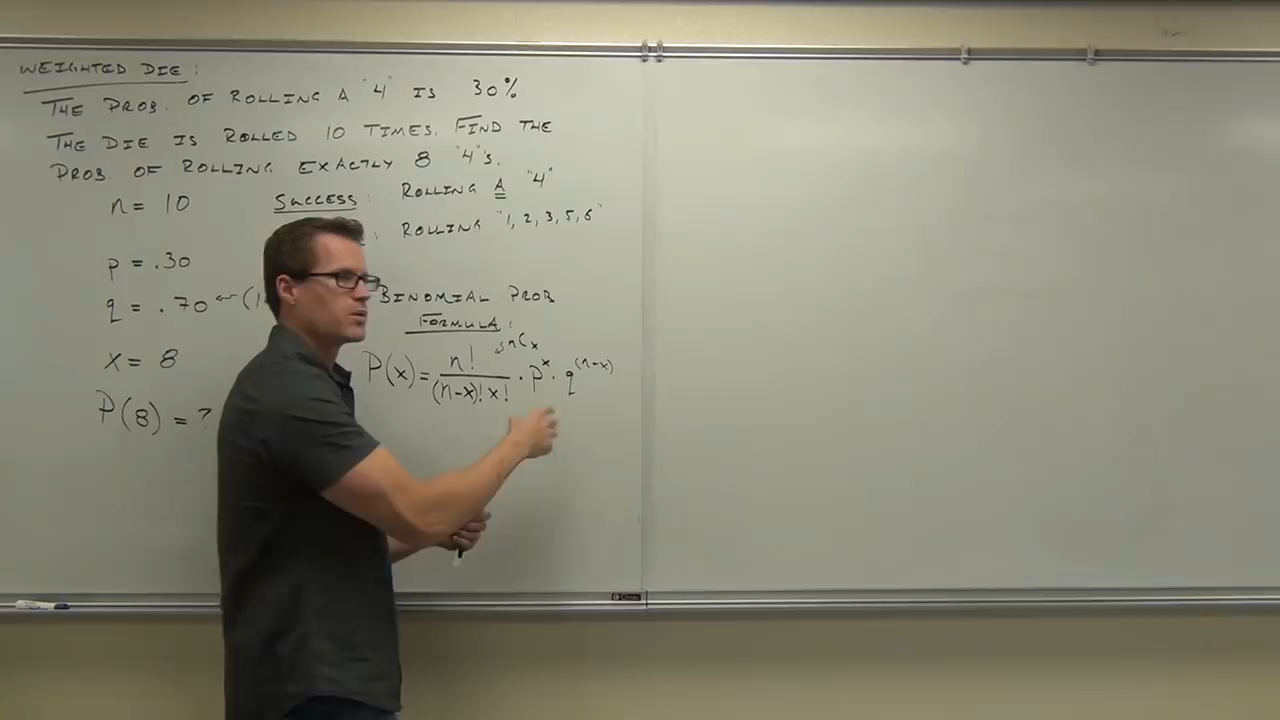 WEIGHTED DIE:
THE PROB. OF ROLLING A "4" IS 30%
THE DIE IS ROLLED 10 TIMES. FIND THE
PROB OF ROLLING EXACTLY 8 "4"'S.
n = 10
SUCCESS: ROLLING A "4"
: ROLLING "1, 2, 3, 5, 6"
p = .30
q = .70 ← (1
x = 8
P(8) = ?
BINOMIAL PROB
FORMULA:
P(x) = n! / (n-x)! x! · p^x · q^(n-x)
nCx